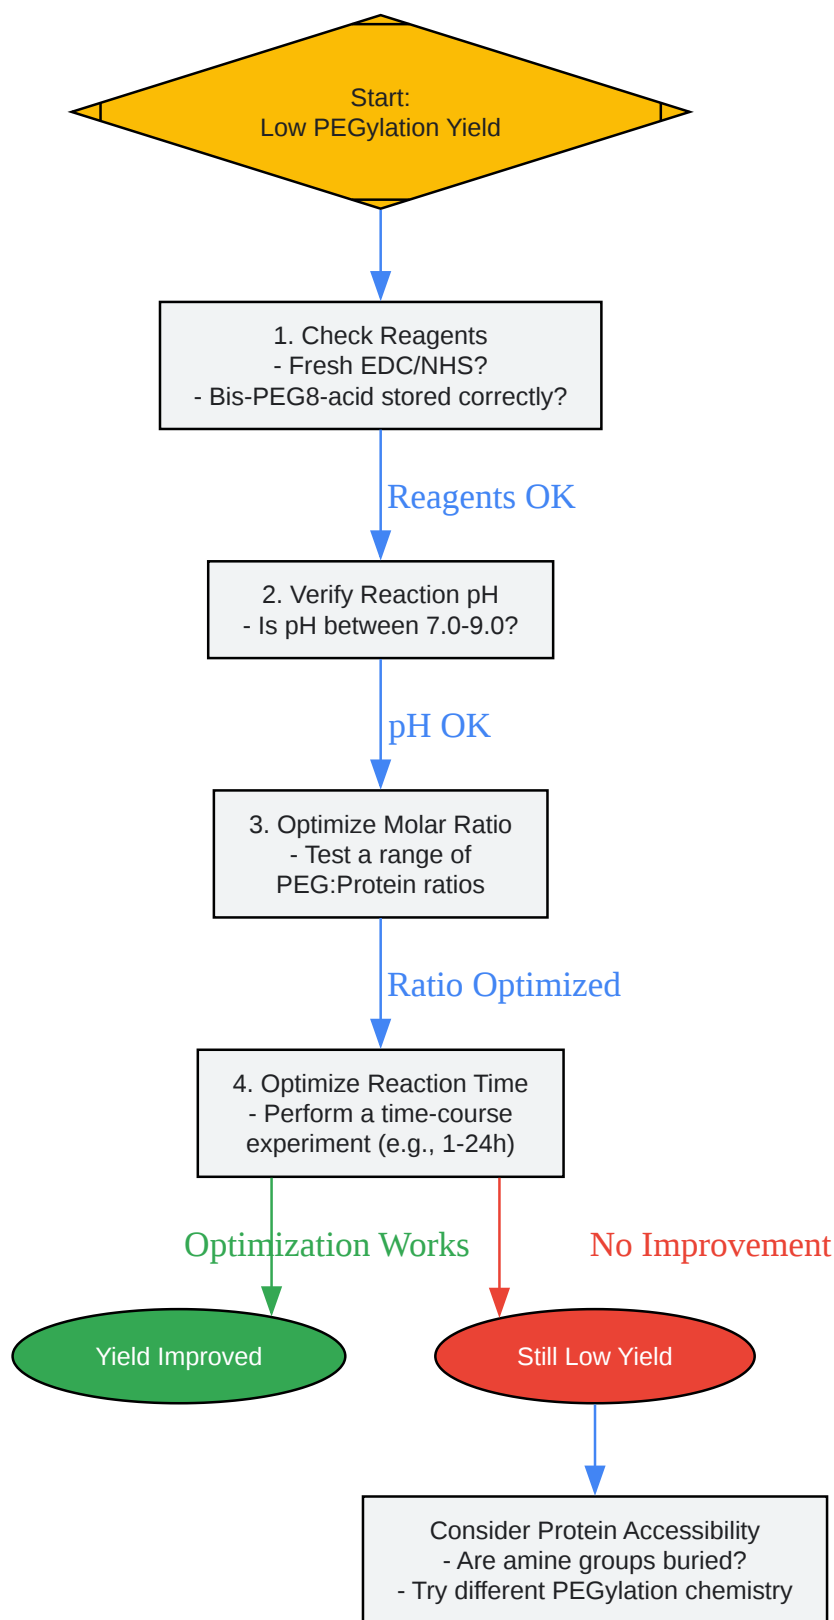 Start:
Low PEGylation Yield
1. Check Reagents
- Fresh EDC/NHS?
- Bis-PEG8-acid stored correctly?
Reagents OK
2. Verify Reaction pH
- Is pH between 7.0-9.0?
pH OK
3. Optimize Molar Ratio
- Test a range of
PEG:Protein ratios
Ratio Optimized
4. Optimize Reaction Time
- Perform a time-course
experiment (e.g., 1-24h)
Optimization Works
No Improvement
Yield Improved
Still Low Yield
Consider Protein Accessibility
- Are amine groups buried?
- Try different PEGylation chemistry